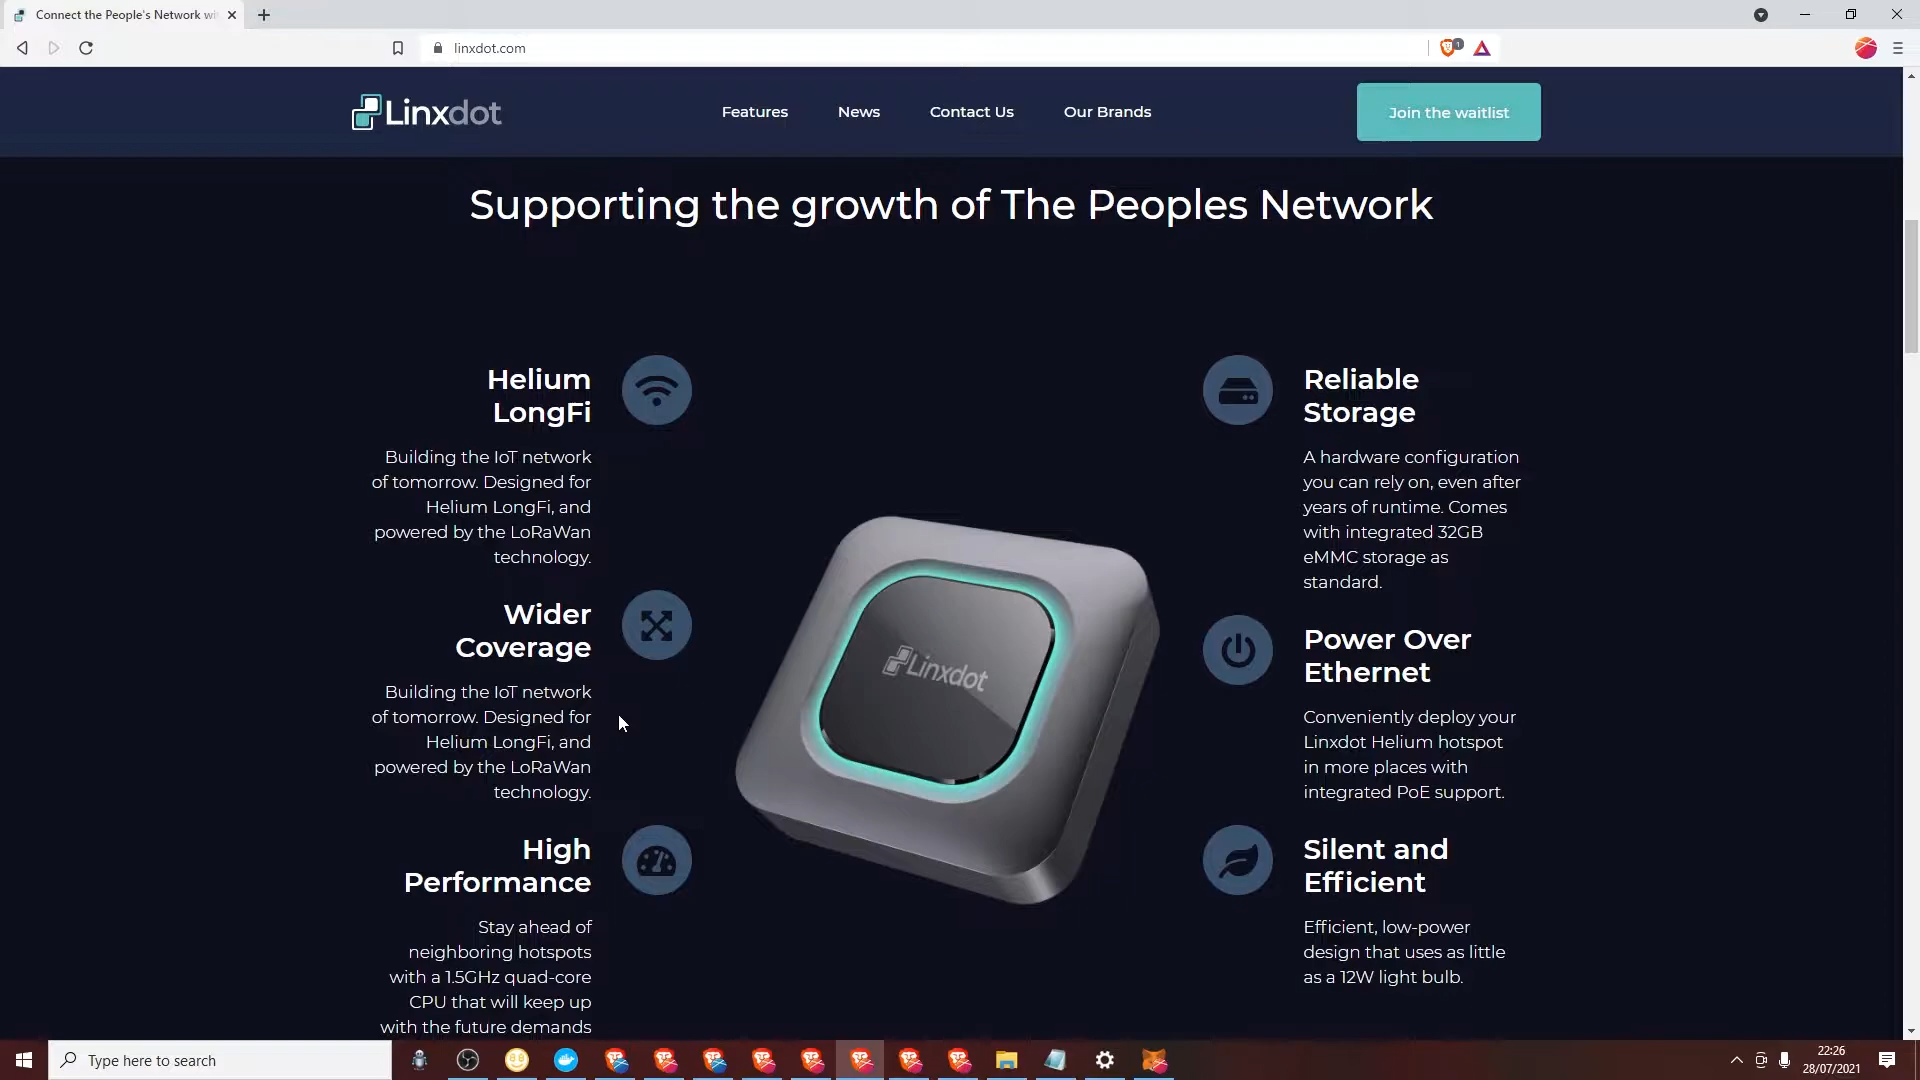 Connect the People's Network wi
linxdot.com
1
Linxdot
Features
News
Contact Us
Our Brands
Join the waitlist
Supporting the growth of The Peoples Network
Helium
LongFi
Building the IoT network
of tomorrow. Designed for
Helium LongFi, and
powered by the LoRaWan
technology.
Wider
Coverage
Building the IoT network
of tomorrow. Designed for
Helium LongFi, and
powered by the LoRaWan
technology.
High
Performance
Stay ahead of
neighboring hotspots
with a 1.5GHz quad-core
CPU that will keep up
with the future demands
Linxdot
Reliable
Storage
A hardware configuration
you can rely on, even after
years of runtime. Comes
with integrated 32GB
eMMC storage as
standard.
Power Over
Ethernet
Conveniently deploy your
Linxdot Helium hotspot
in more places with
integrated PoE support.
Silent and
Efficient
Efficient, low-power
design that uses as little
as a 12W light bulb.
Type here to search
22:26
28/07/2021